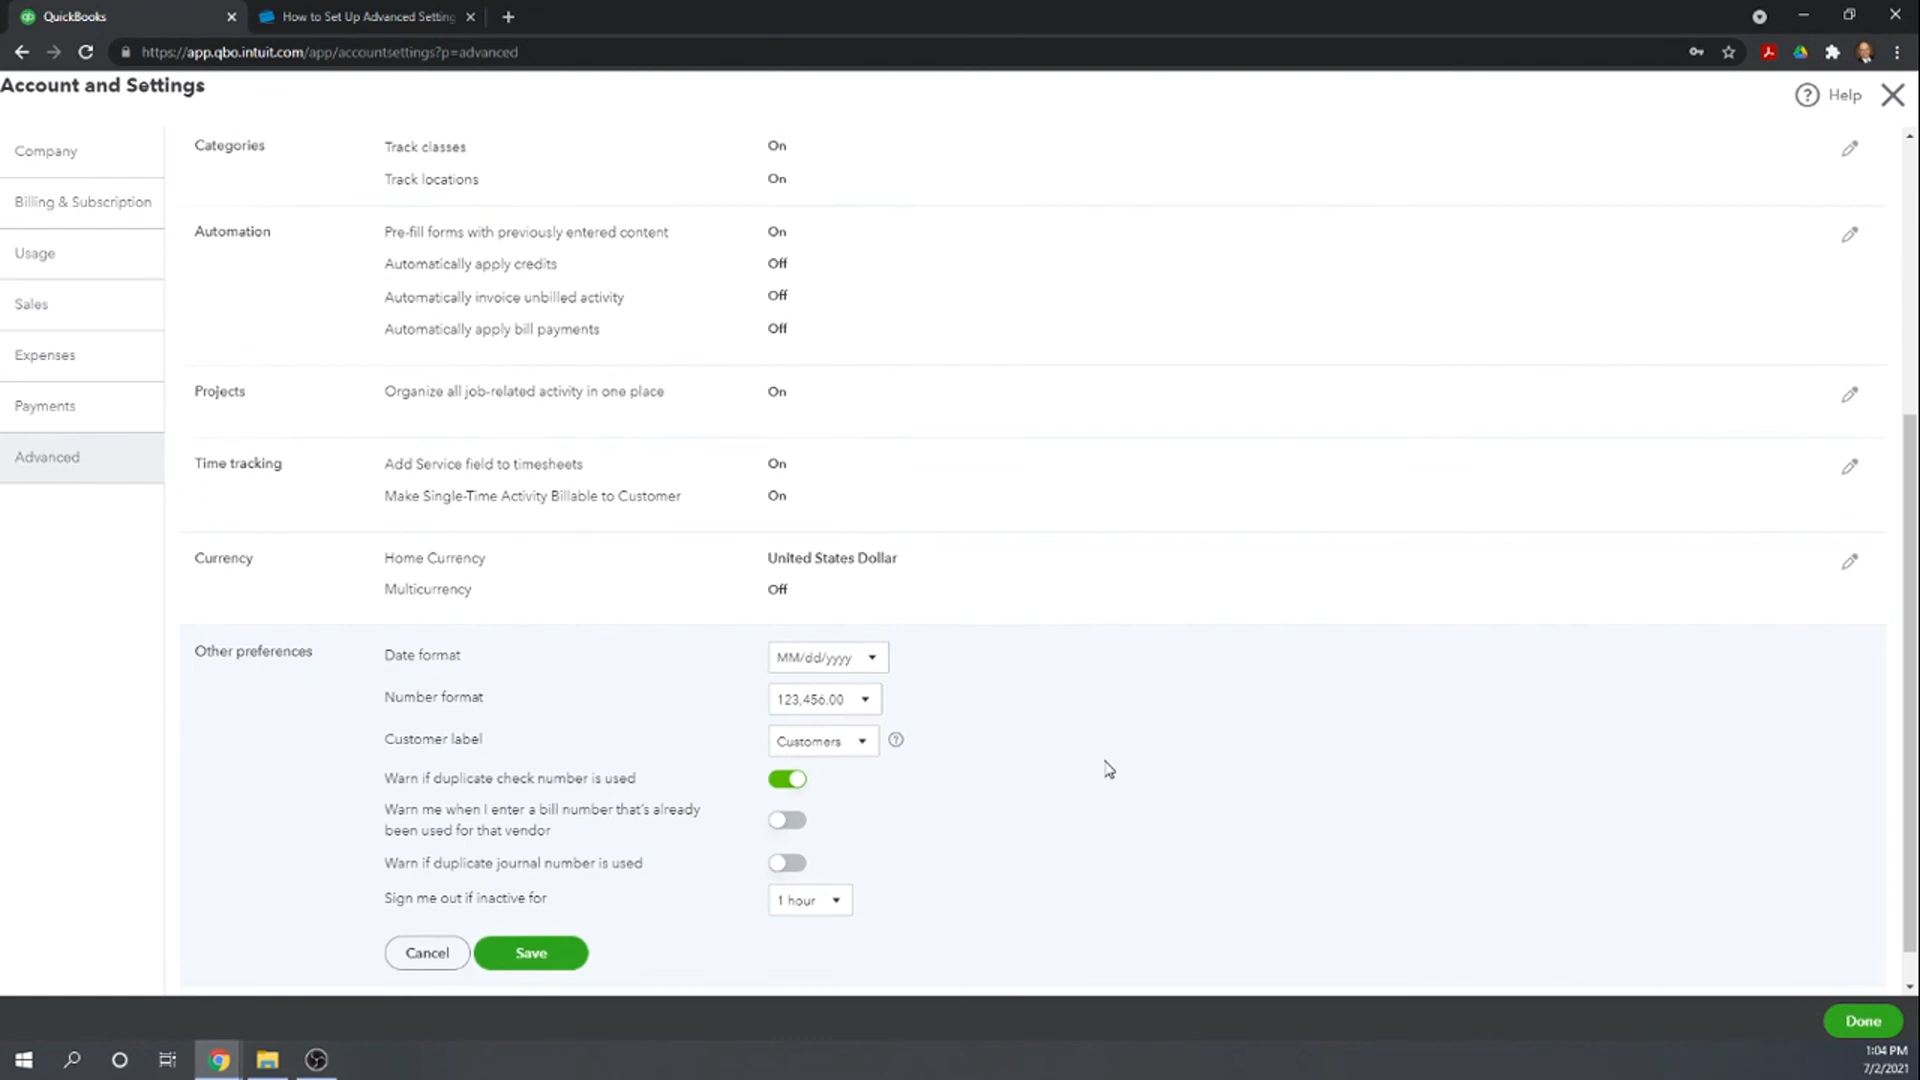 QuickBooks
How to Set Up Advanced Setting
https://app.qbo.intuit.com/app/accountsettings?p=advanced
Account and Settings
Help
Company
Billing & Subscription
Usage
Sales
Expenses
Payments
Advanced
Categories
Track classes
On
Track locations
On
Automation
Pre-fill forms with previously entered content
On
Automatically apply credits
Off
Automatically invoice unbilled activity
Off
Automatically apply bill payments
Off
Projects
Organize all job-related activity in one place
On
Time tracking
Add Service field to timesheets
On
Make Single-Time Activity Billable to Customer
On
Currency
Home Currency
United States Dollar
Multicurrency
Off
Other preferences
Date format
MM/dd/yyyy
Number format
123,456.00
Customer label
Customers
Warn if duplicate check number is used
Warn me when I enter a bill number that's already
been used for that vendor
Warn if duplicate journal number is used
Sign me out if inactive for
1 hour
Cancel
Save
Done
1:04 PM
7/2/2021